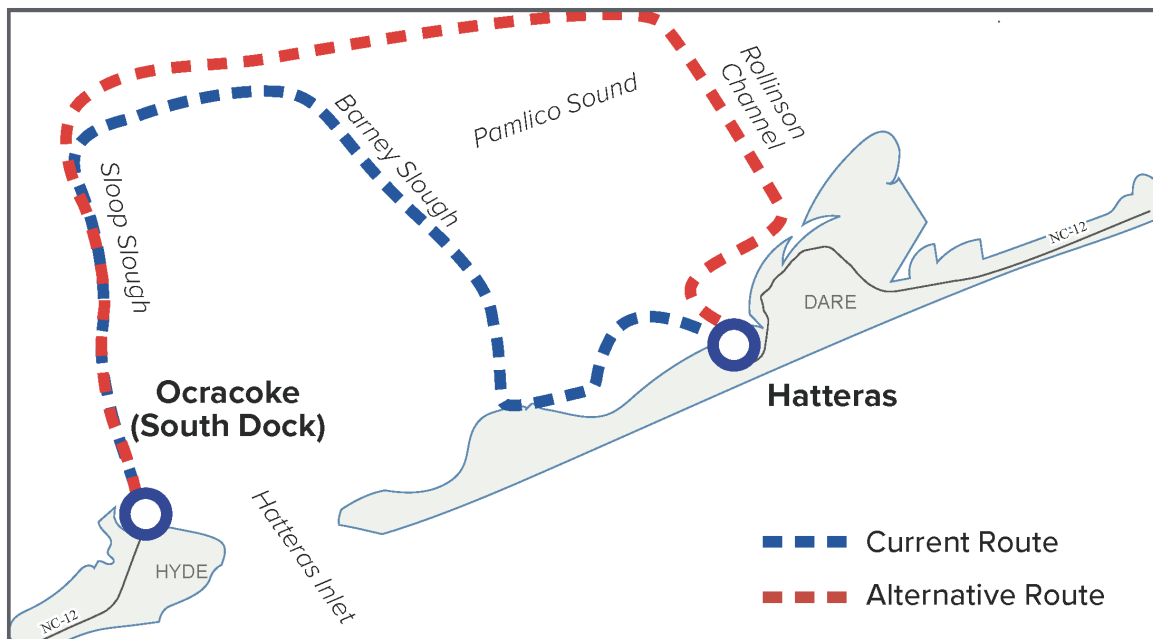 Rollinson
Channel
Pamlico Sound
Barney Slough
Sloop Slough
NC-12
DARE
Ocracoke
(South Dock)
Hatteras
Hatteras Inlet
HYDE
NC-12
Current Route
Alternative Route